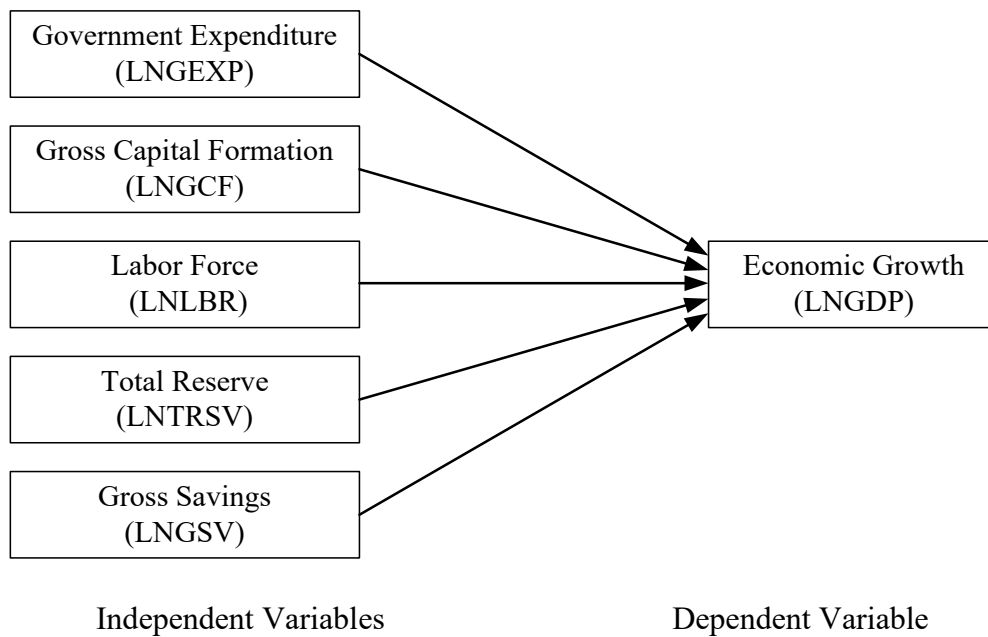 Government Expenditure
(LNGEXP)
Gross Capital Formation
(LNGCF)
Labor Force
(LNLBR)
Total Reserve
(LNTRSV)
Gross Savings
(LNGSV)
Economic Growth
(LNGDP)
Independent Variables
Dependent Variable